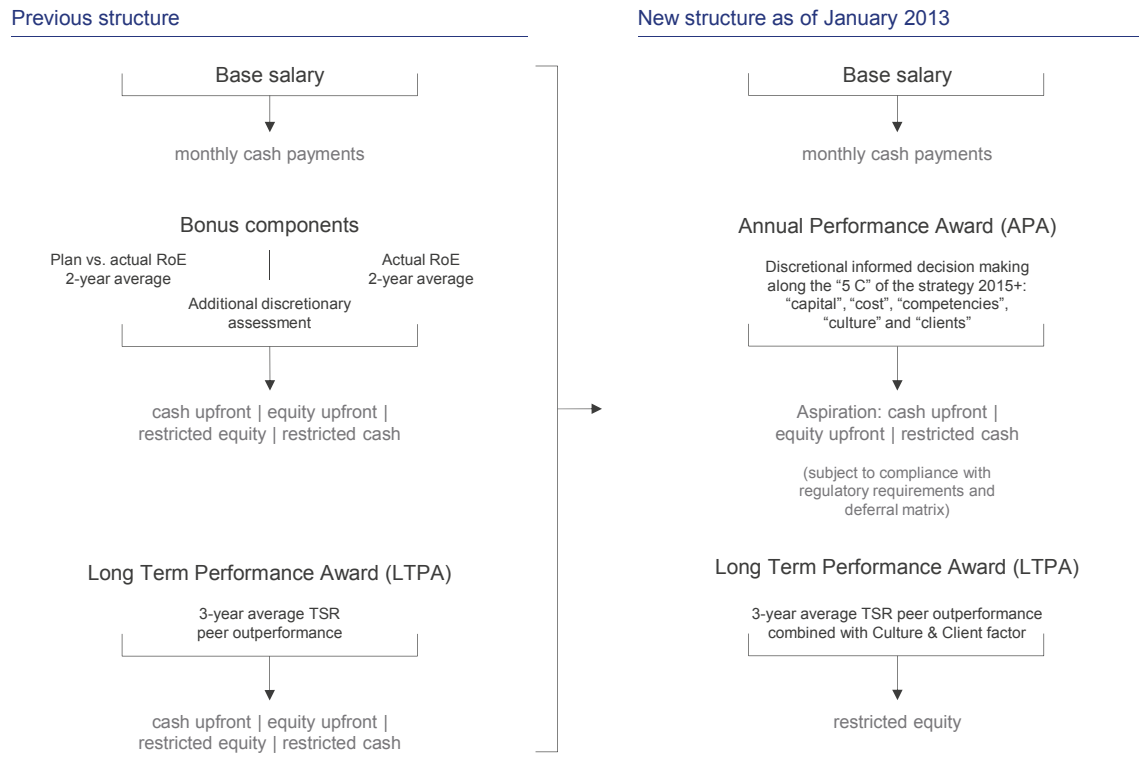 Previous structure
Base salary
monthly cash payments
Bonus components
Plan vs. actual RoE
2-year average
Actual RoE
2-year average
Additional discretionary
assessment
cash upfront | equity upfront |
restricted equity | restricted cash
Long Term Performance Award (LTPA)
3-year average TSR
peer outperformance
cash upfront | equity upfront |
restricted equity | restricted cash
New structure as of January 2013
Base salary
monthly cash payments
Annual Performance Award (APA)
Discretional informed decision making
along the “5 C” of the strategy 2015+:
“capital”, “cost”, “competencies”,
“culture” and “clients”
Aspiration: cash upfront |
equity upfront | restricted cash
(subject to compliance with
regulatory requirements and
deferral matrix)
Long Term Performance Award (LTPA)
3-year average TSR peer outperformance
combined with Culture & Client factor
restricted equity